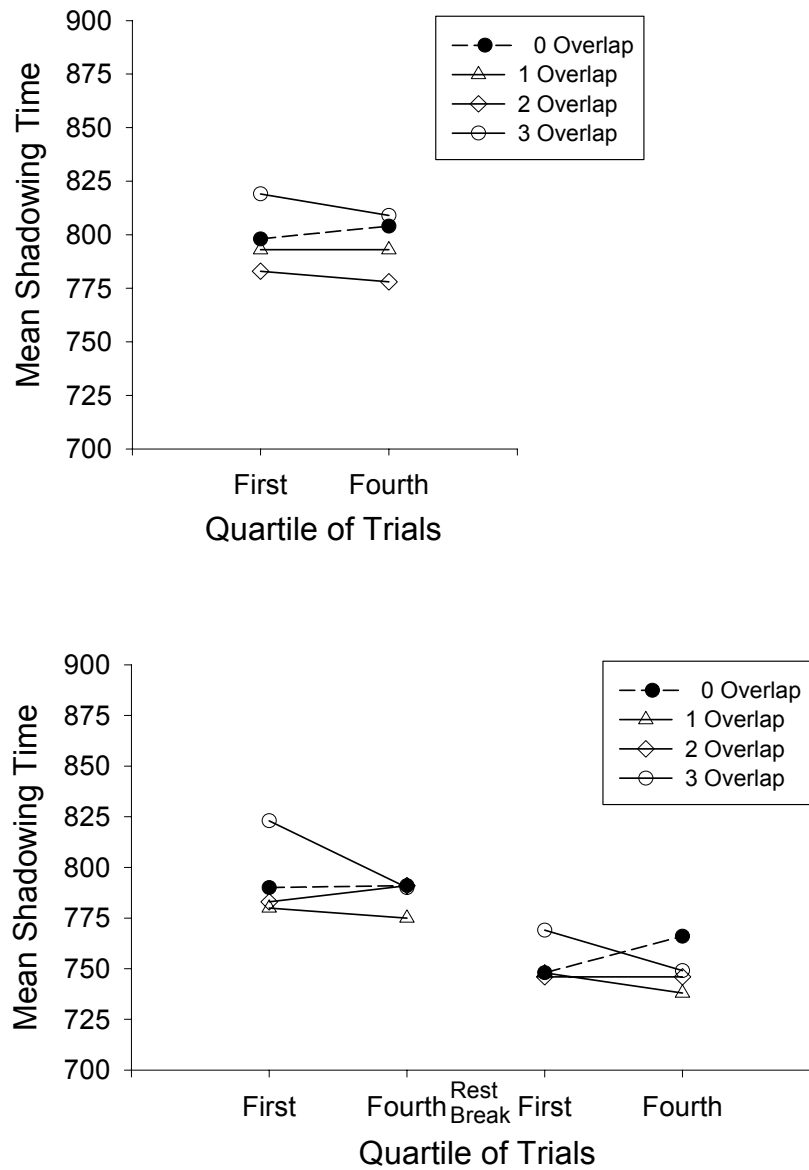 900
875
850
825
800
775
750
725
700
Mean Shadowing Time
0 Overlap
1 Overlap
2 Overlap
3 Overlap
First Fourth
Quartile of Trials
900
875
850
825
800
775
750
725
700
Mean Shadowing Time
0 Overlap
1 Overlap
2 Overlap
3 Overlap
First Fourth Rest Break First Fourth
Quartile of Trials